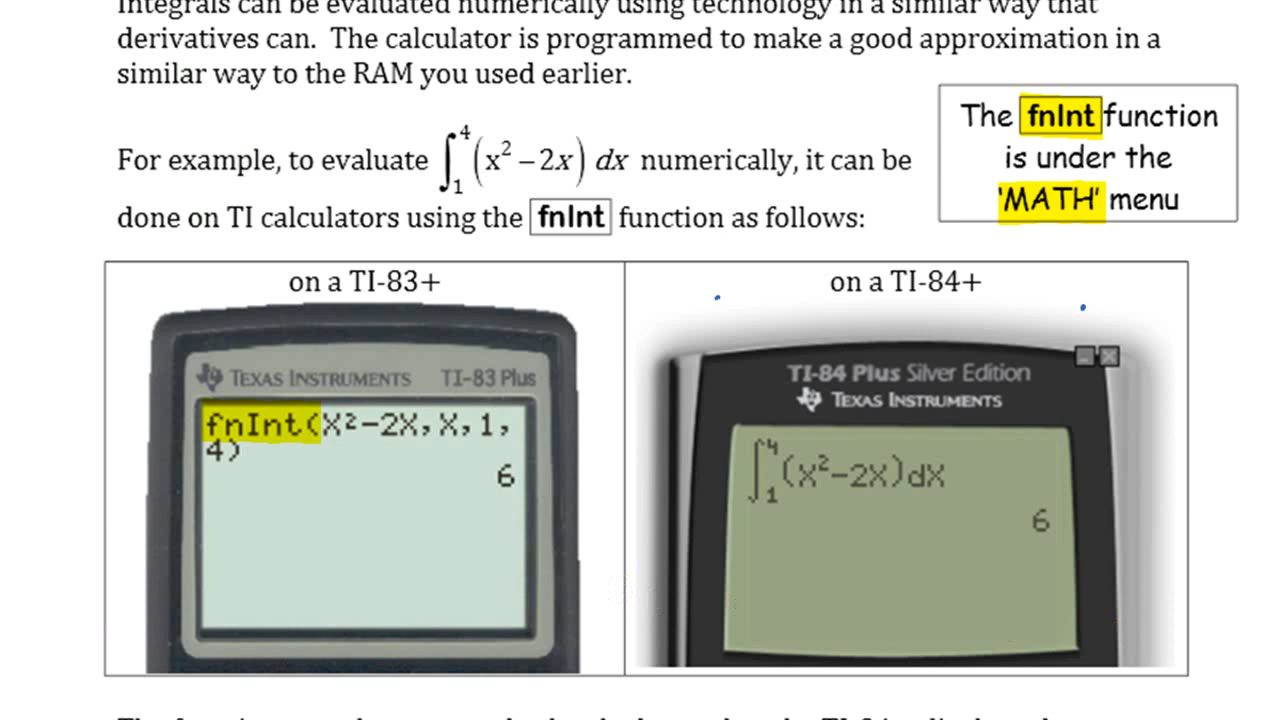 Integrals can be evaluated numerically using technology in a similar way that
derivatives can. The calculator is programmed to make a good approximation in a
similar way to the RAM you used earlier.
The fnInt function
is under the
'MATH' menu
For example, to evaluate ∫₁⁴ (x² – 2x) dx numerically, it can be
done on TI calculators using the fnInt function as follows:
on a TI-83+
TEXAS INSTRUMENTS TI-83 Plus
fnInt(X²-2X,X,1,
4)
6
on a TI-84+
TI-84 Plus Silver Edition
TEXAS INSTRUMENTS
∫₁⁴(X²-2X)dX
6